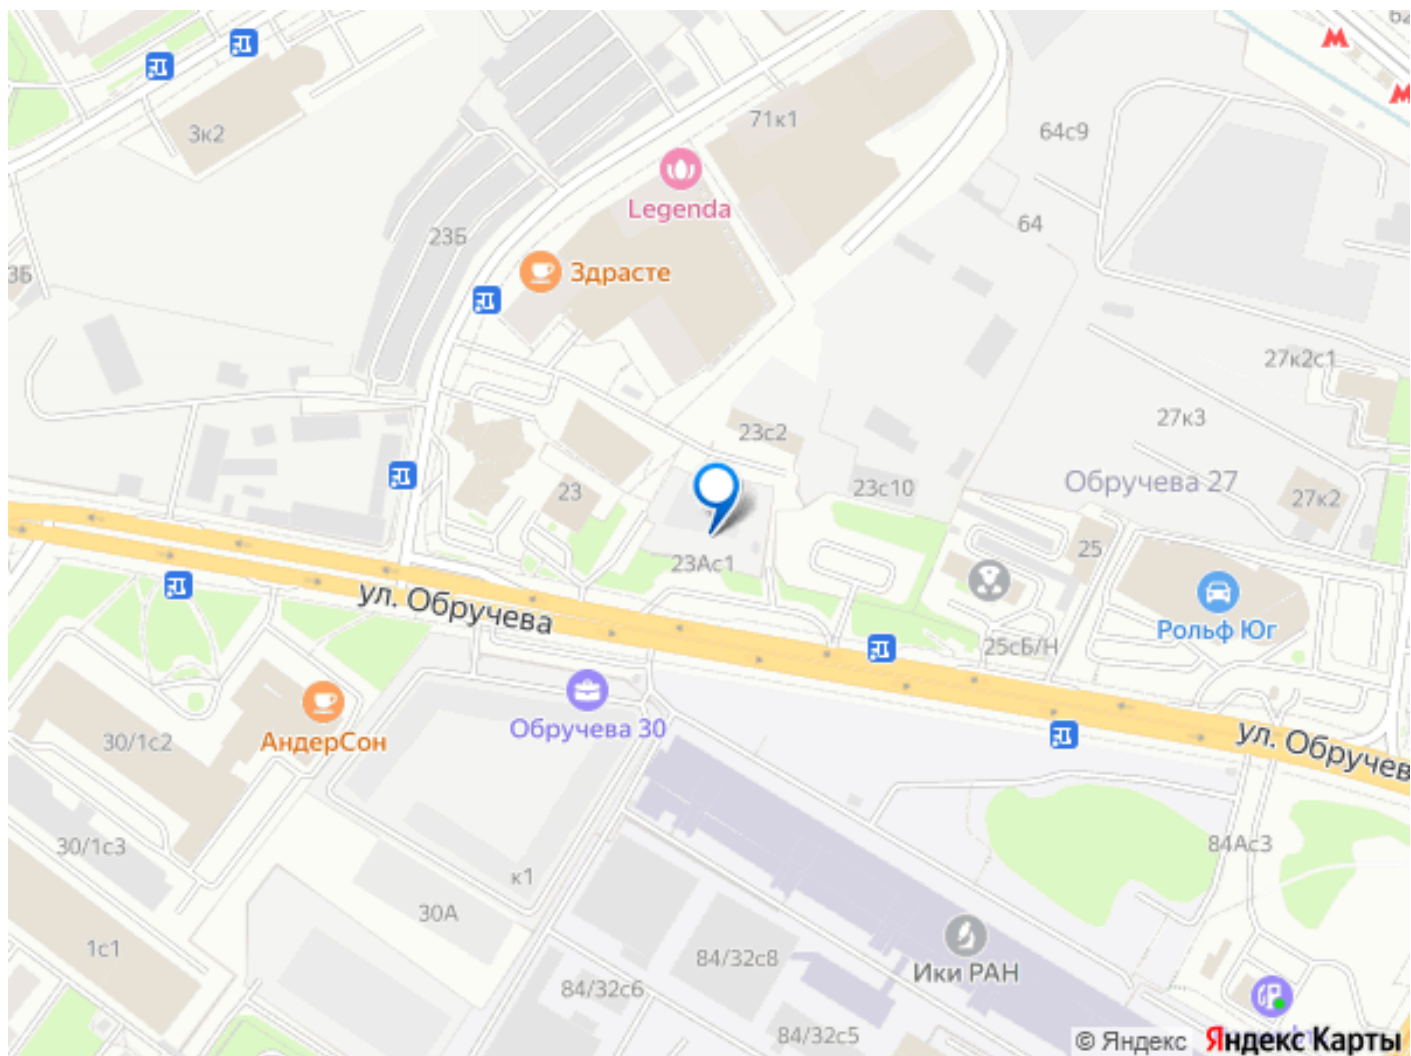 62
3к2
71к1
64с9
Legenda
64
23Б
3Б
Здрасте
27к2с1
27к3
23с2
Обручева 27
23
23с10
27к2
25
23Ас1
ул. Обручева
Рольф Юг
25сБ/Н
Обручева 30
30/1с2
АндерСон
ул. Обручев
30/1с3
84Ас3
к1
30А
1с1
84/32с8
Ики РАН
84/32с6
84/32с5
© Яндекс
Яндекс Карты